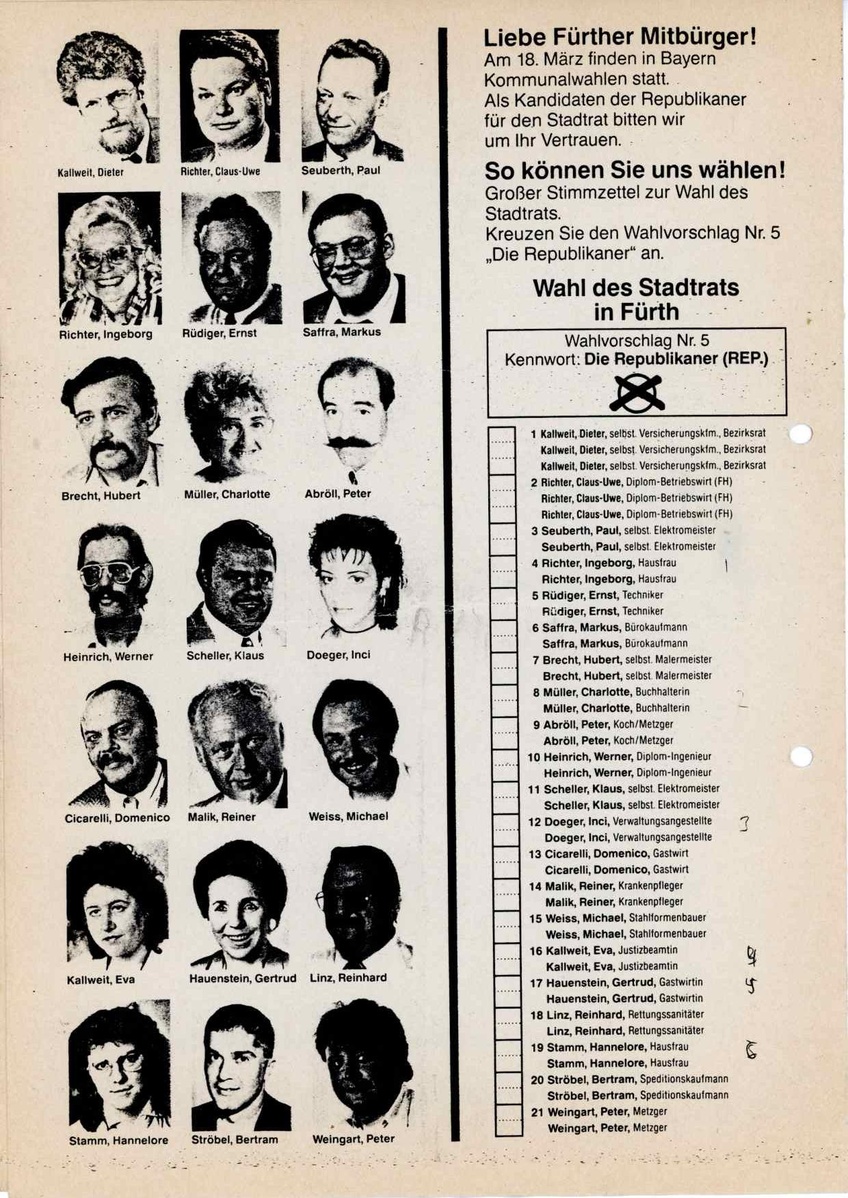 Kallweit, Dieter
Richter, Claus-Uwe
Seuberth, Paul
Richter, Ingeborg
Rüdiger, Ernst
Saffra, Markus
Brecht, Hubert
Müller, Charlotte
Abröll, Peter
Heinrich, Werner
Scheller, Klaus
Doeger, Inci
Cicarelli, Domenico
Malik, Reiner
Weiss, Michael
Kallweit, Eva
Hauenstein, Gertrud
Linz, Reinhard
Stamm, Hannelore
Ströbel, Bertram
Weingart, Peter
Liebe Fürther Mitbürger!
Am 18. März finden in Bayern
Kommunalwahlen statt.
Als Kandidaten der Republikaner
für den Stadtrat bitten wir
um Ihr Vertrauen.
So können Sie uns wählen!
Großer Stimmzettel zur Wahl des
Stadtrats.
Kreuzen Sie den Wahlvorschlag Nr. 5
„Die Republikaner“ an.
Wahl des Stadtrats
in Fürth
Wahlvorschlag Nr. 5
Kennwort: Die Republikaner (REP.)
1 Kallweit, Dieter, selbst. Versicherungskfm., Bezirksrat
Kallweit, Dieter, selbst. Versicherungskfm., Bezirksrat
Kallweit, Dieter, selbst. Versicherungskfm., Bezirksrat
2 Richter, Claus-Uwe, Diplom-Betriebswirt (FH)
Richter, Claus-Uwe, Diplom-Betriebswirt (FH)
Richter, Claus-Uwe, Diplom-Betriebswirt (FH)
3 Seuberth, Paul, selbst. Elektromeister
Seuberth, Paul, selbst. Elektromeister
4 Richter, Ingeborg, Hausfrau
Richter, Ingeborg, Hausfrau
5 Rüdiger, Ernst, Techniker
Rüdiger, Ernst, Techniker
6 Saffra, Markus, Bürokaufmann
Saffra, Markus, Bürokaufmann
7 Brecht, Hubert, selbst. Malermeister
Brecht, Hubert, selbst. Malermeister
8 Müller, Charlotte, Buchhalterin
Müller, Charlotte, Buchhalterin
9 Abröll, Peter, Koch/Metzger
Abröll, Peter, Koch/Metzger
10 Heinrich, Werner, Diplom-Ingenieur
Heinrich, Werner, Diplom-Ingenieur
11 Scheller, Klaus, selbst. Elektromeister
Scheller, Klaus, selbst. Elektromeister
12 Doeger, Inci, Verwaltungsangestellte 3
Doeger, Inci, Verwaltungsangestellte
13 Cicarelli, Domenico, Gastwirt
Cicarelli, Domenico, Gastwirt
14 Malik, Reiner, Krankenpfleger
Malik, Reiner, Krankenpfleger
15 Weiss, Michael, Stahlformenbauer
Weiss, Michael, Stahlformenbauer
16 Kallweit, Eva, Justizbeamtin
Kallweit, Eva, Justizbeamtin
17 Hauenstein, Gertrud, Gastwirtin 5
Hauenstein, Gertrud, Gastwirtin
18 Linz, Reinhard, Rettungssanitäter
Linz, Reinhard, Rettungssanitäter
19 Stamm, Hannelore, Hausfrau 6
Stamm, Hannelore, Hausfrau
20 Ströbel, Bertram, Speditionskaufmann
Ströbel, Bertram, Speditionskaufmann
21 Weingart, Peter, Metzger
Weingart, Peter, Metzger